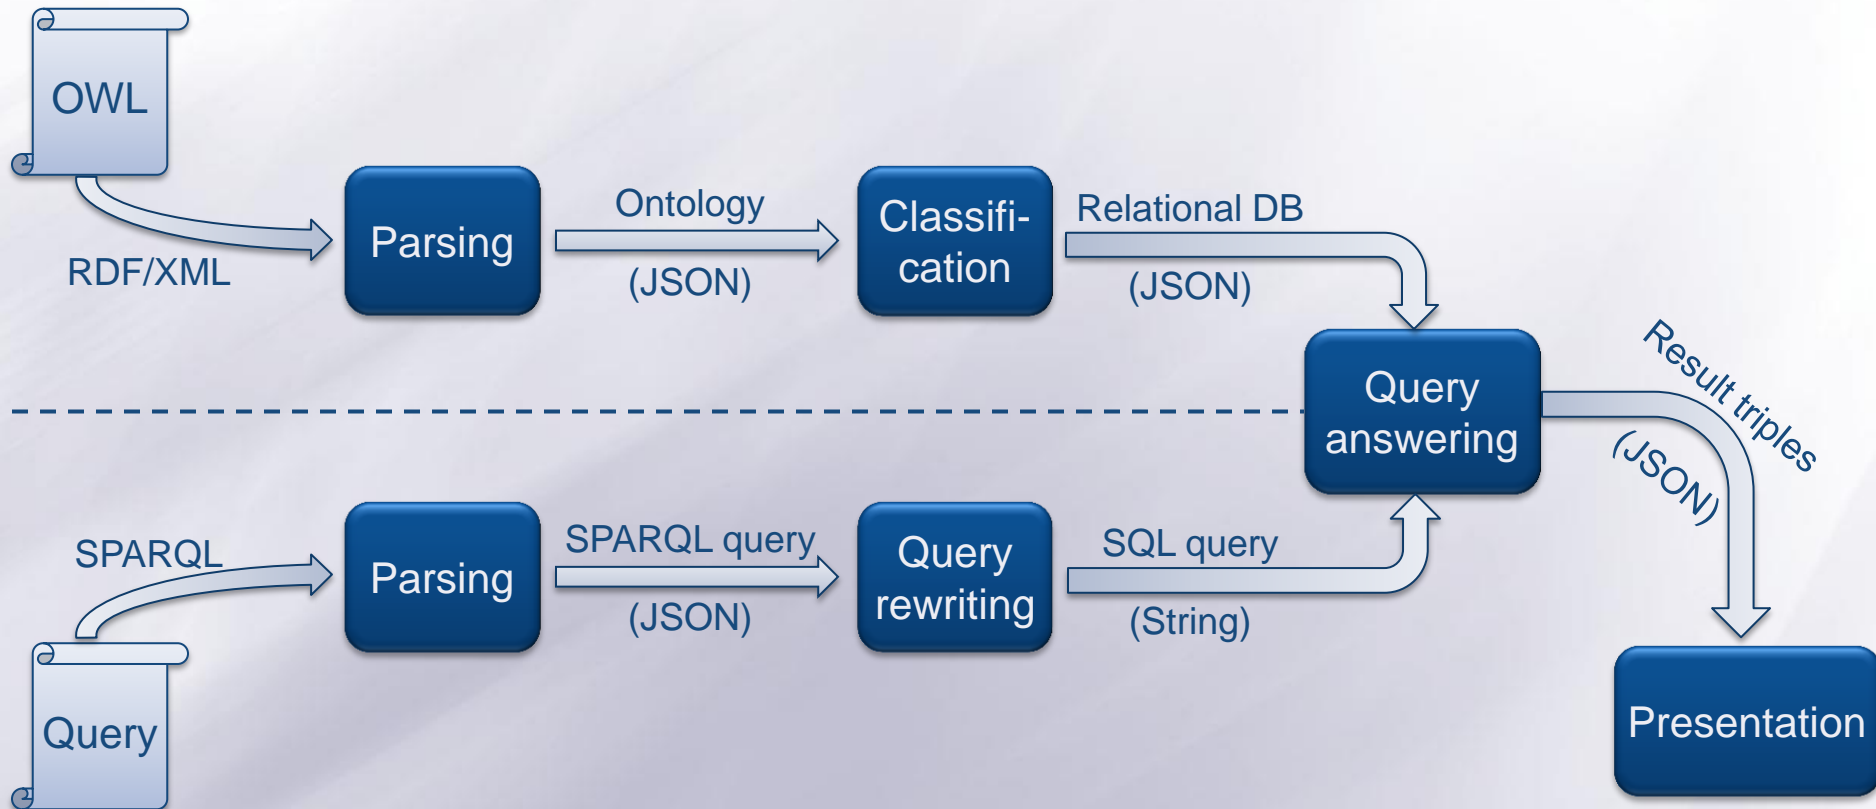 OWL
RDF/XML
Parsing
Ontology
(JSON)
Classifi-
cation
Relational DB
(JSON)
Query
answering
Result triples
(JSON)
SPARQL
Query
Parsing
SPARQL query
(JSON)
Query
rewriting
SQL query
(String)
Presentation